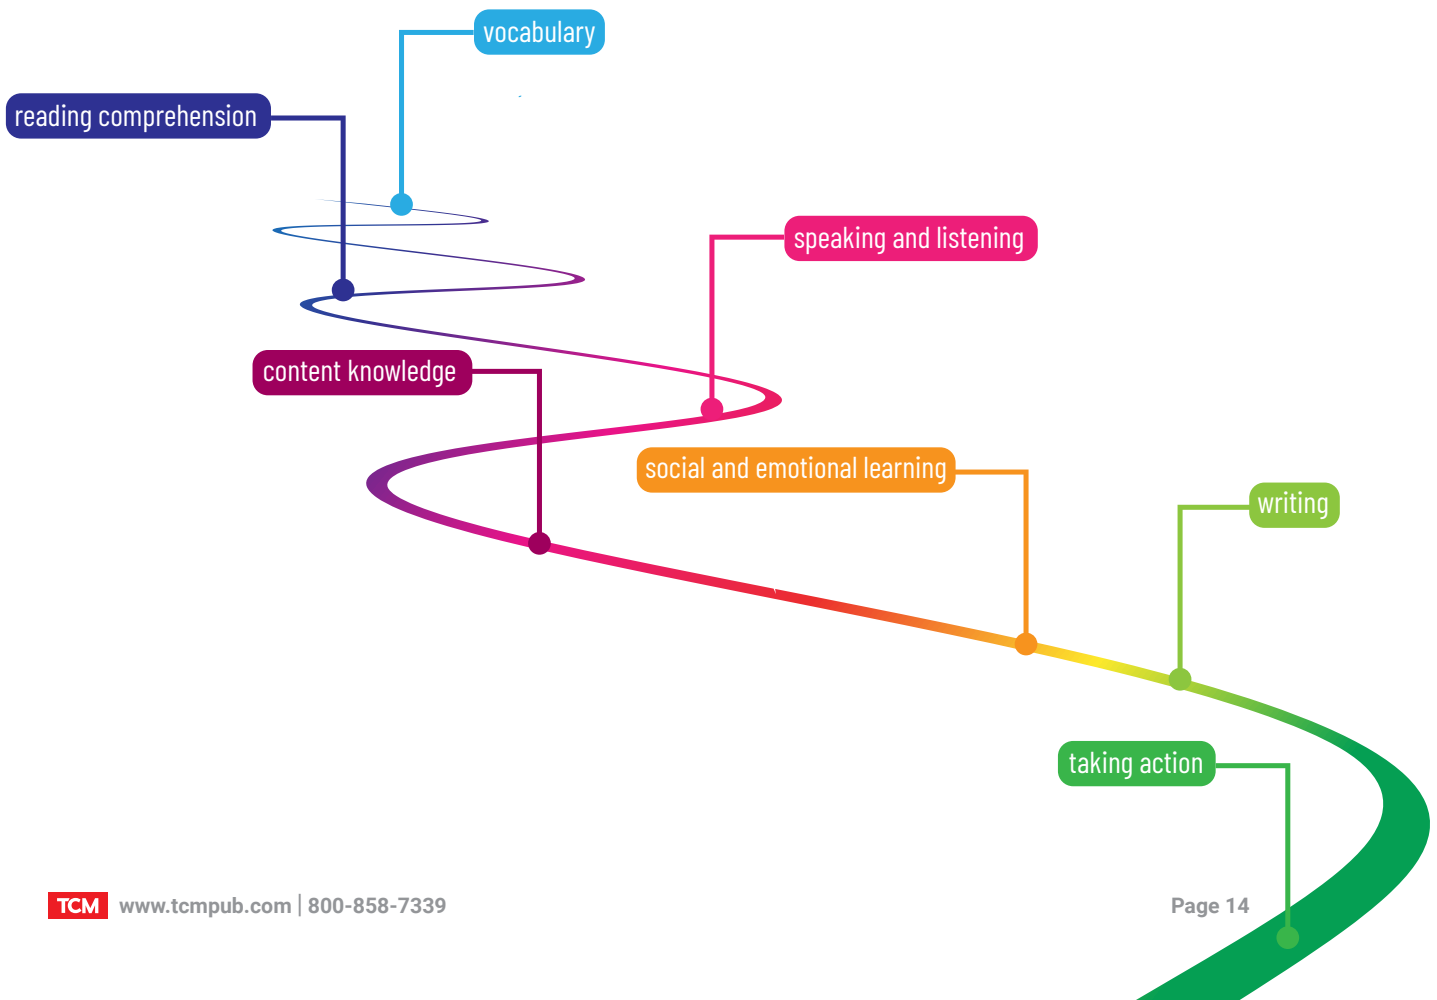 vocabulary
reading comprehension
speaking and listening
content knowledge
social and emotional learning
writing
taking action
TCM www.tcmpub.com | 800-858-7339
Page 14